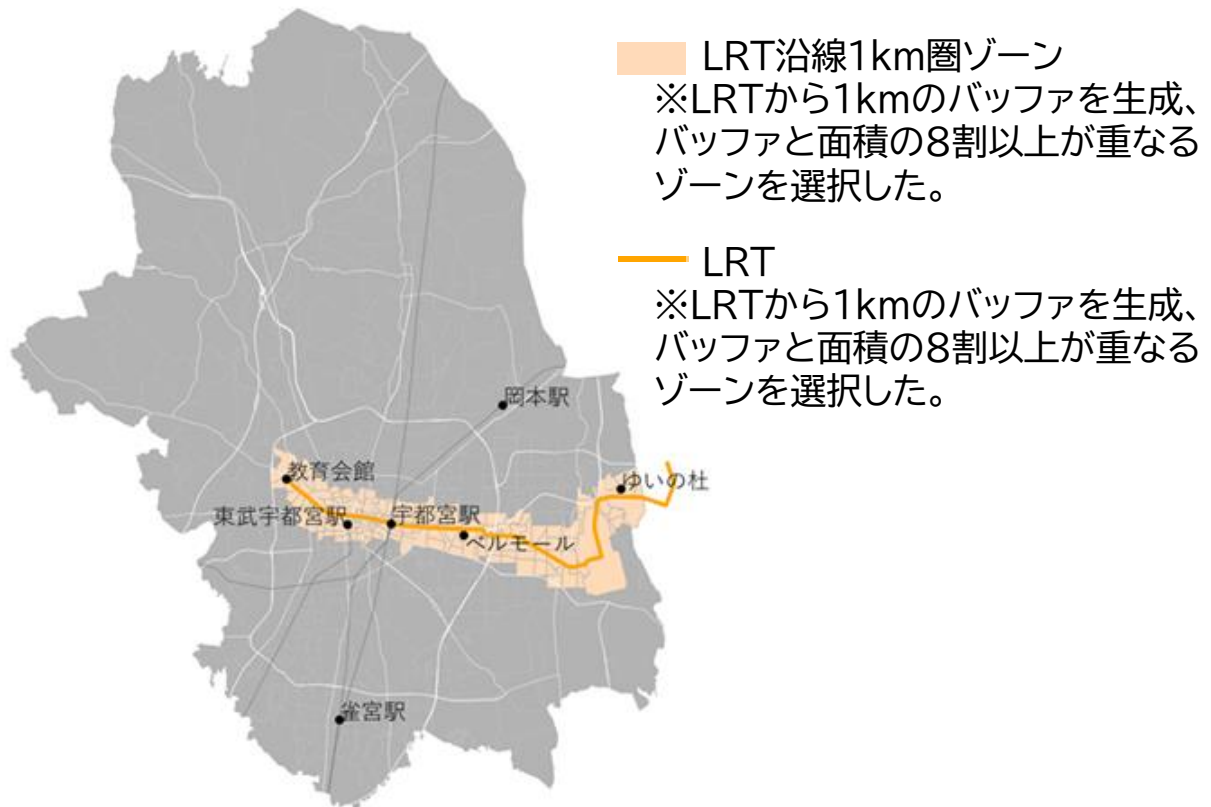 LRT沿線1km圏ゾーン
※LRTから1kmのバッファを生成、
バッファと面積の8割以上が重なる
ゾーンを選択した。
LRT
※LRTから1kmのバッファを生成、
バッファと面積の8割以上が重なる
ゾーンを選択した。
岡本駅
教育会館
ゆいの杜
東武宇都宮駅
宇都宮駅
ベルモール
雀宮駅